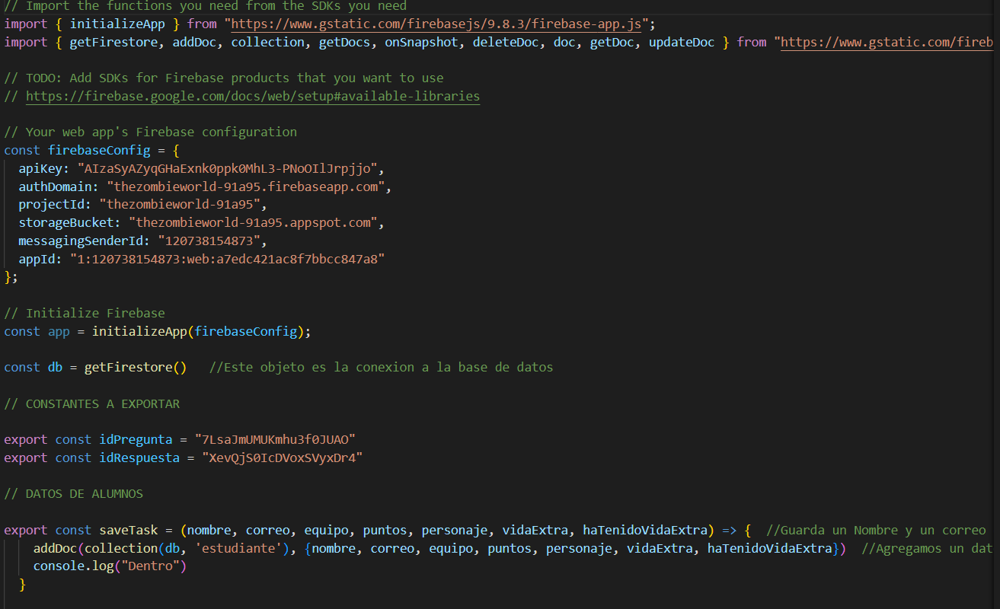 // Import the functions you need from the SDKs you need
import { initializeApp } from "https://www.gstatic.com/firebasejs/9.8.3/firebase-app.js";
import { getFirestore, addDoc, collection, getDocs, onSnapshot, deleteDoc, doc, getDoc, updateDoc } from "https://www.gstatic.com/fireb
// TODO: Add SDKs for Firebase products that you want to use
// https://firebase.google.com/docs/web/setup#available-libraries
// Your web app's Firebase configuration
const firebaseConfig = {
apiKey: "AIzaSyAZyqGHaExnk0ppk0MhL3-PNoOIlJrpjjo",
authDomain: "thezombieworld-91a95.firebaseapp.com",
projectId: "thezombieworld-91a95",
storageBucket: "thezombieworld-91a95.appspot.com",
messagingSenderId: "120738154873",
appId: "1:120738154873:web:a7edc421ac8f7bbcc847a8"
};
// Initialize Firebase
const app = initializeApp(firebaseConfig);
const db = getFirestore()   //Este objeto es la conexion a la base de datos
// CONSTANTES A EXPORTAR
export const idPregunta = "7LsaJmUMUKmhu3f0JUAO"
export const idRespuesta = "XevQjS0IcDVoxSVyxDr4"
// DATOS DE ALUMNOS
export const saveTask = (nombre, correo, equipo, puntos, personaje, vidaExtra, haTenidoVidaExtra) => {  //Guarda un Nombre y un correo
addDoc(collection(db, 'estudiante'), {nombre, correo, equipo, puntos, personaje, vidaExtra, haTenidoVidaExtra})  //Agregamos un dat
console.log("Dentro")
}